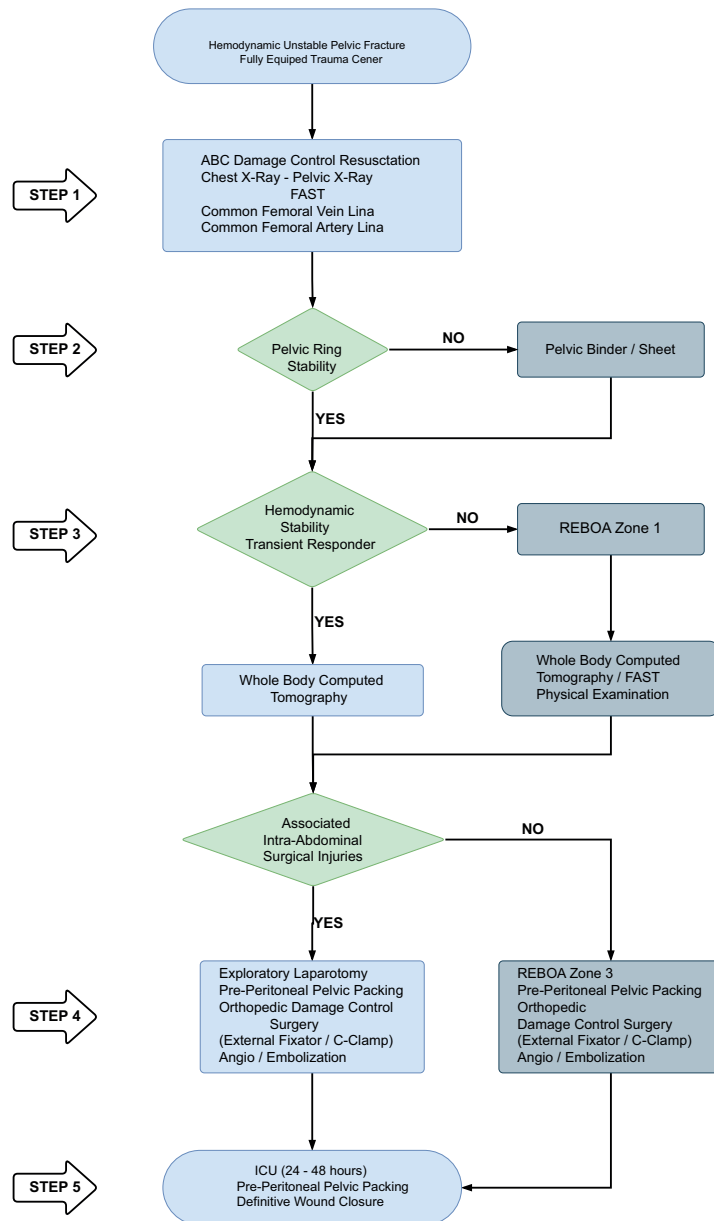 Hemodynamic Unstable Pelvic Fracture
Fully Equiped Trauma Cener
STEP 1
ABC Damage Control Resusctation
Chest X-Ray - Pelvic X-Ray
FAST
Common Femoral Vein Lina
Common Femoral Artery Lina
STEP 2
Pelvic Ring
Stability
NO
Pelvic Binder / Sheet
YES
STEP 3
Hemodynamic
Stability
Transient Responder
NO
REBOA Zone 1
YES
Whole Body Computed
Tomography
Whole Body Computed
Tomography / FAST
Physical Examination
Associated
Intra-Abdominal
Surgical Injuries
NO
YES
STEP 4
Exploratory Laparotomy
Pre-Peritoneal Pelvic Packing
Orthopedic Damage Control
Surgery
(External Fixator / C-Clamp)
Angio / Embolization
REBOA Zone 3
Pre-Peritoneal Pelvic Packing
Orthopedic
Damage Control Surgery
(External Fixator / C-Clamp)
Angio / Embolization
STEP 5
ICU (24 - 48 hours)
Pre-Peritoneal Pelvic Packing
Definitive Wound Closure